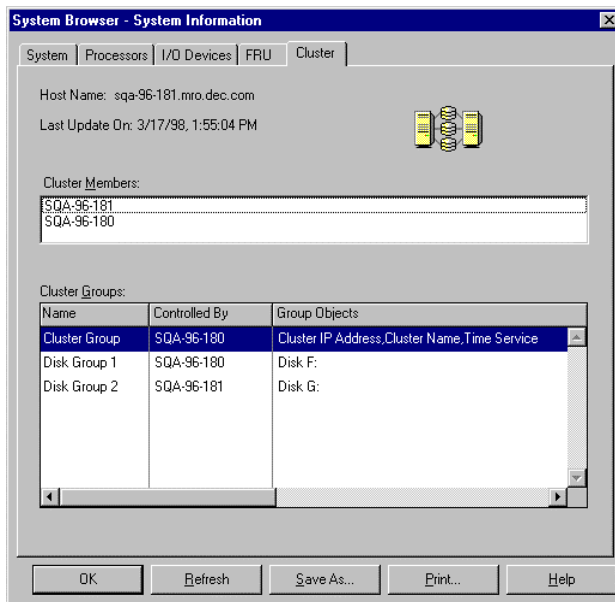 System Browser - System Information
System Processors I/O Devices FRU Cluster
Host Name: sqa-96-181.mro.dec.com
Last Update On: 3/17/98, 1:55:04 PM
Cluster Members:
SQA-96-181
SQA-96-180
Cluster Groups:
Name Controlled By Group Objects
Cluster Group SQA-96-180 Cluster IP Address,Cluster Name,Time Service
Disk Group 1 SQA-96-180 Disk F:
Disk Group 2 SQA-96-181 Disk G:
OK Refresh Save As... Print... Help